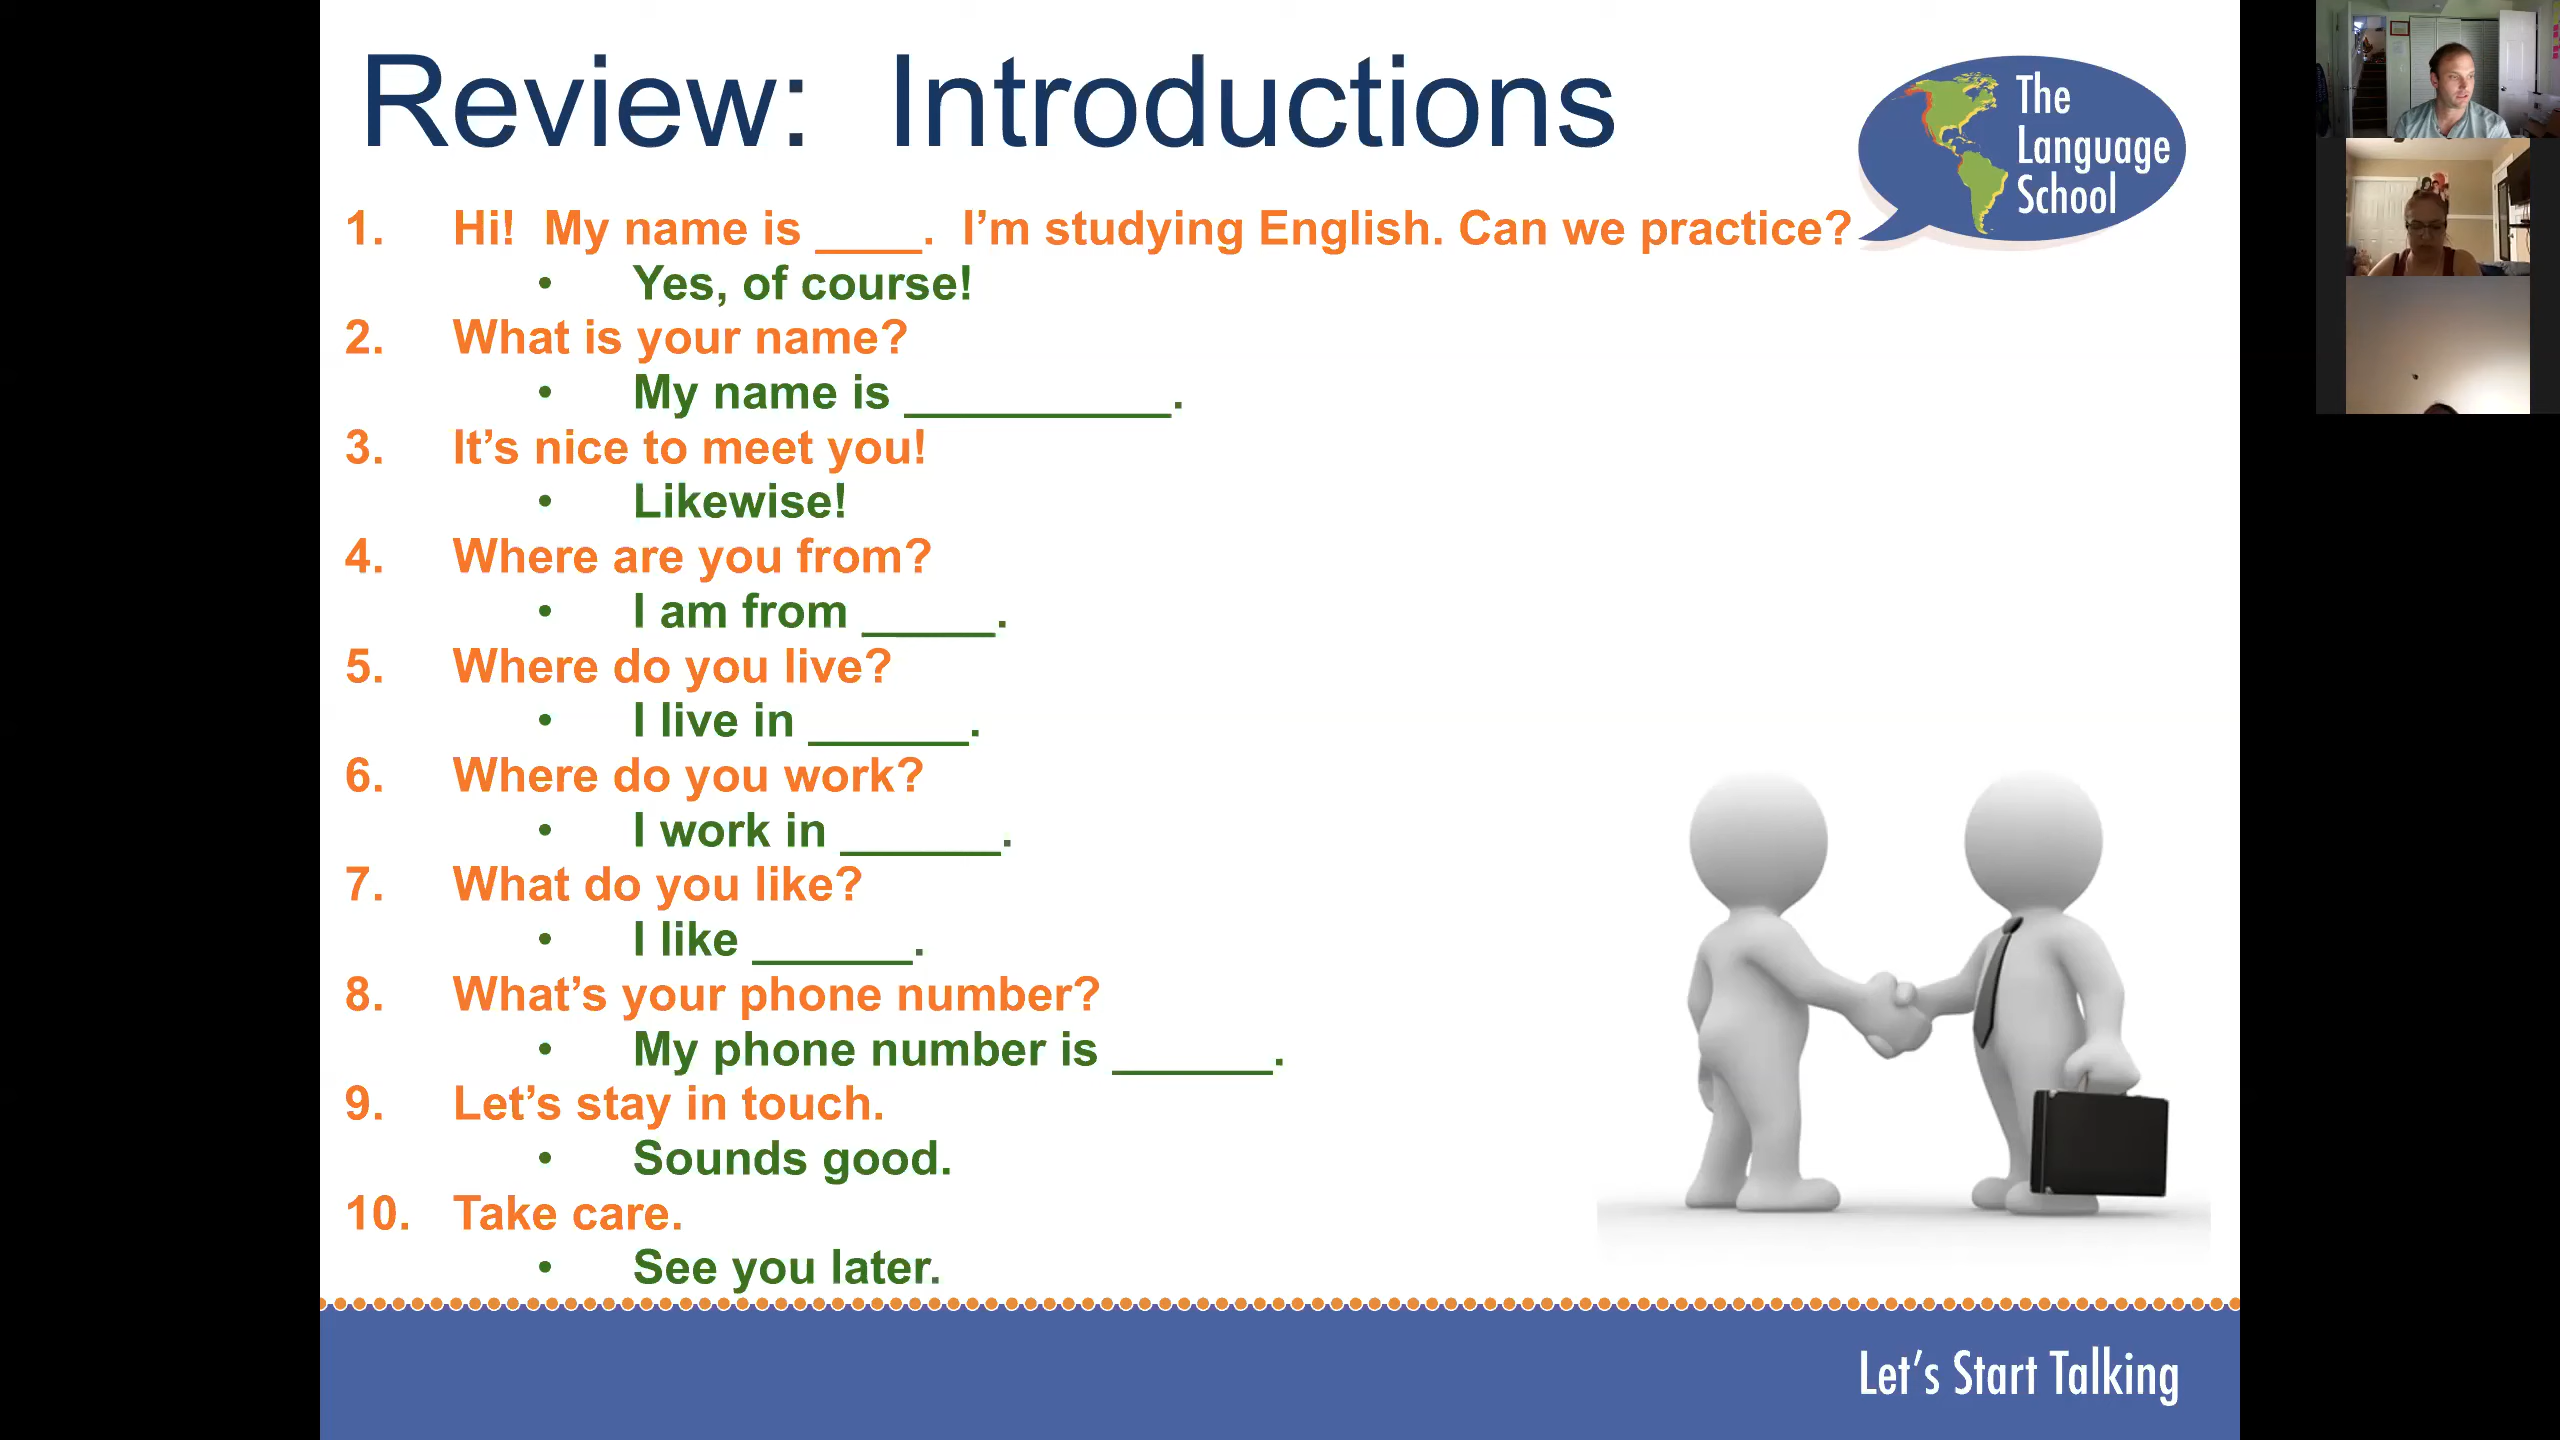 Review: Introductions
The
Language
School
1. Hi! My name is ____. I’m studying English. Can we practice?
• Yes, of course!
2. What is your name?
• My name is __________.
3. It’s nice to meet you!
• Likewise!
4. Where are you from?
• I am from _____.
5. Where do you live?
• I live in ______.
6. Where do you work?
• I work in ______.
7. What do you like?
• I like ______.
8. What’s your phone number?
• My phone number is ______.
9. Let’s stay in touch.
• Sounds good.
10. Take care.
• See you later.
Let’s Start Talking